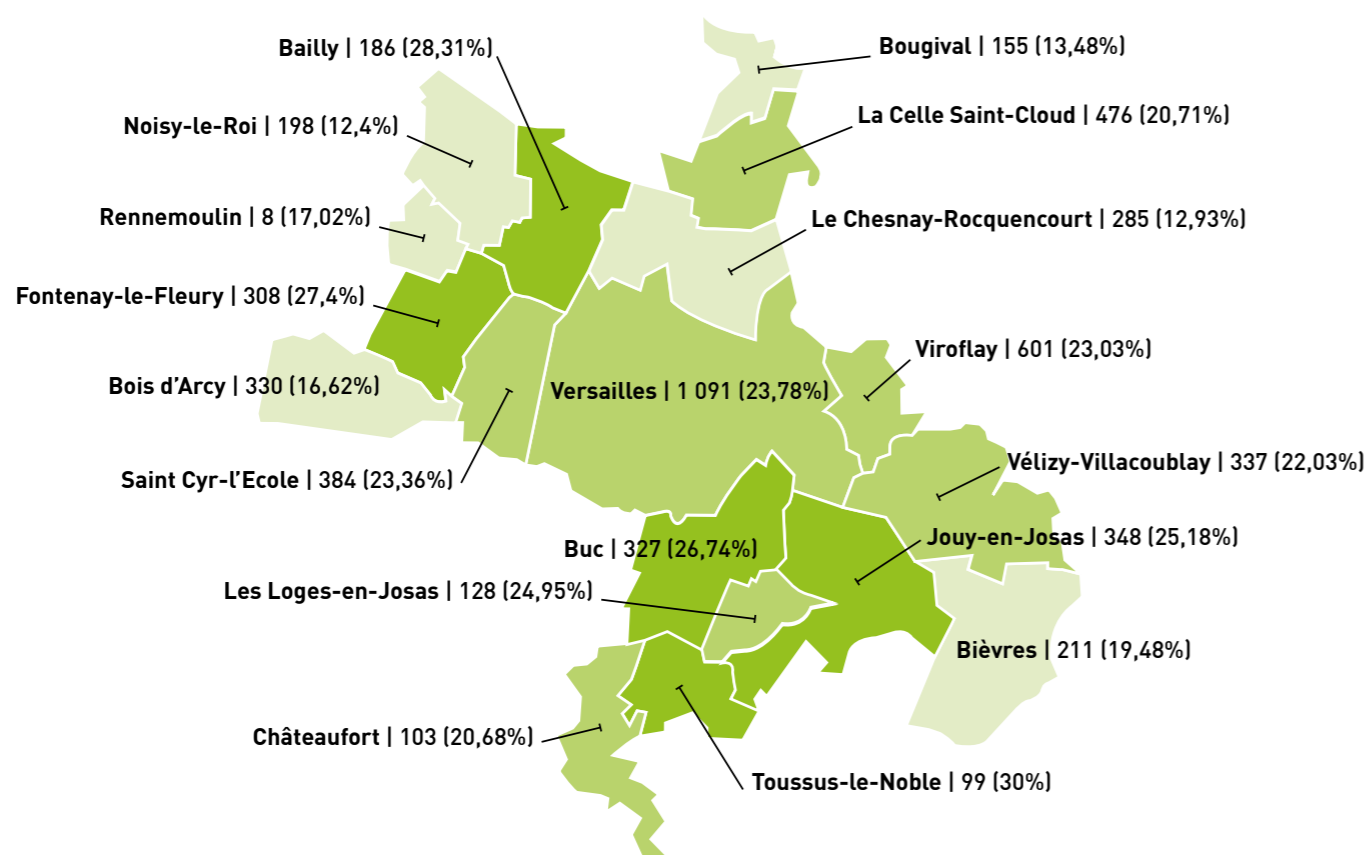 Bailly | 186 (28,31%)
Bougival | 155 (13,48%)
Noisy-le-Roi | 198 (12,4%)
La Celle Saint-Cloud | 476 (20,71%)
Rennemoulin | 8 (17,02%)
Le Chesnay-Rocquencourt | 285 (12,93%)
Fontenay-le-Fleury | 308 (27,4%)
Viroflay | 601 (23,03%)
Bois d'Arcy | 330 (16,62%)
Versailles | 1 091 (23,78%)
Saint Cyr-l'Ecole | 384 (23,36%)
Vélizy-Villacoublay | 337 (22,03%)
Buc | 327 (26,74%)
Jouy-en-Josas | 348 (25,18%)
Les Loges-en-Josas | 128 (24,95%)
Bièvres | 211 (19,48%)
Châteaufort | 103 (20,68%)
Toussus-le-Noble | 99 (30%)